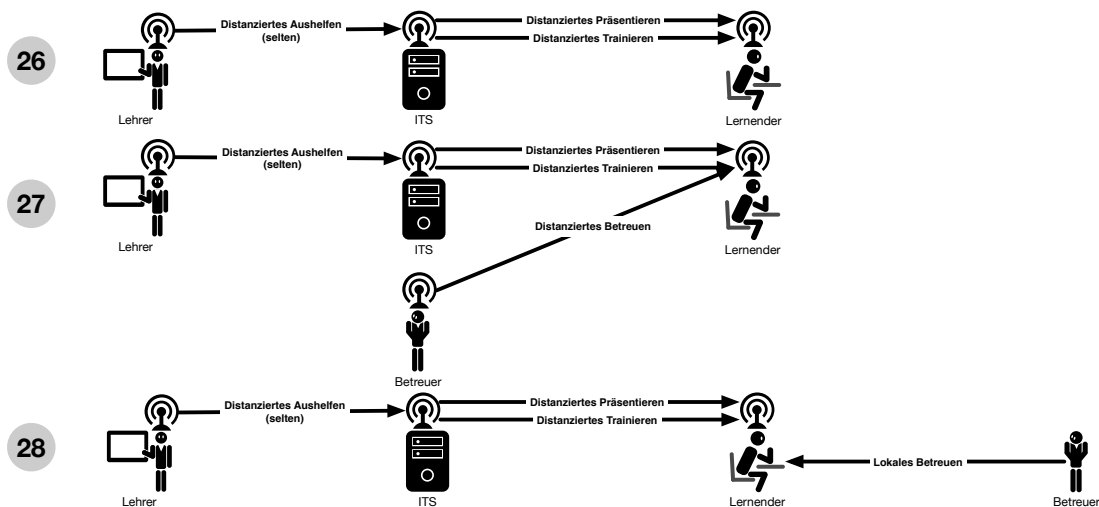 26
Distanziertes Aushelfen
(selten)
Distanziertes Präsentieren
Distanziertes Trainieren
Lehrer
ITS
Lernender
27
Distanziertes Aushelfen
(selten)
Distanziertes Präsentieren
Distanziertes Trainieren
Distanziertes Betreuen
Lehrer
ITS
Lernender
Betreuer
28
Distanziertes Aushelfen
(selten)
Distanziertes Präsentieren
Distanziertes Trainieren
Lokales Betreuen
Lehrer
ITS
Lernender
Betreuer